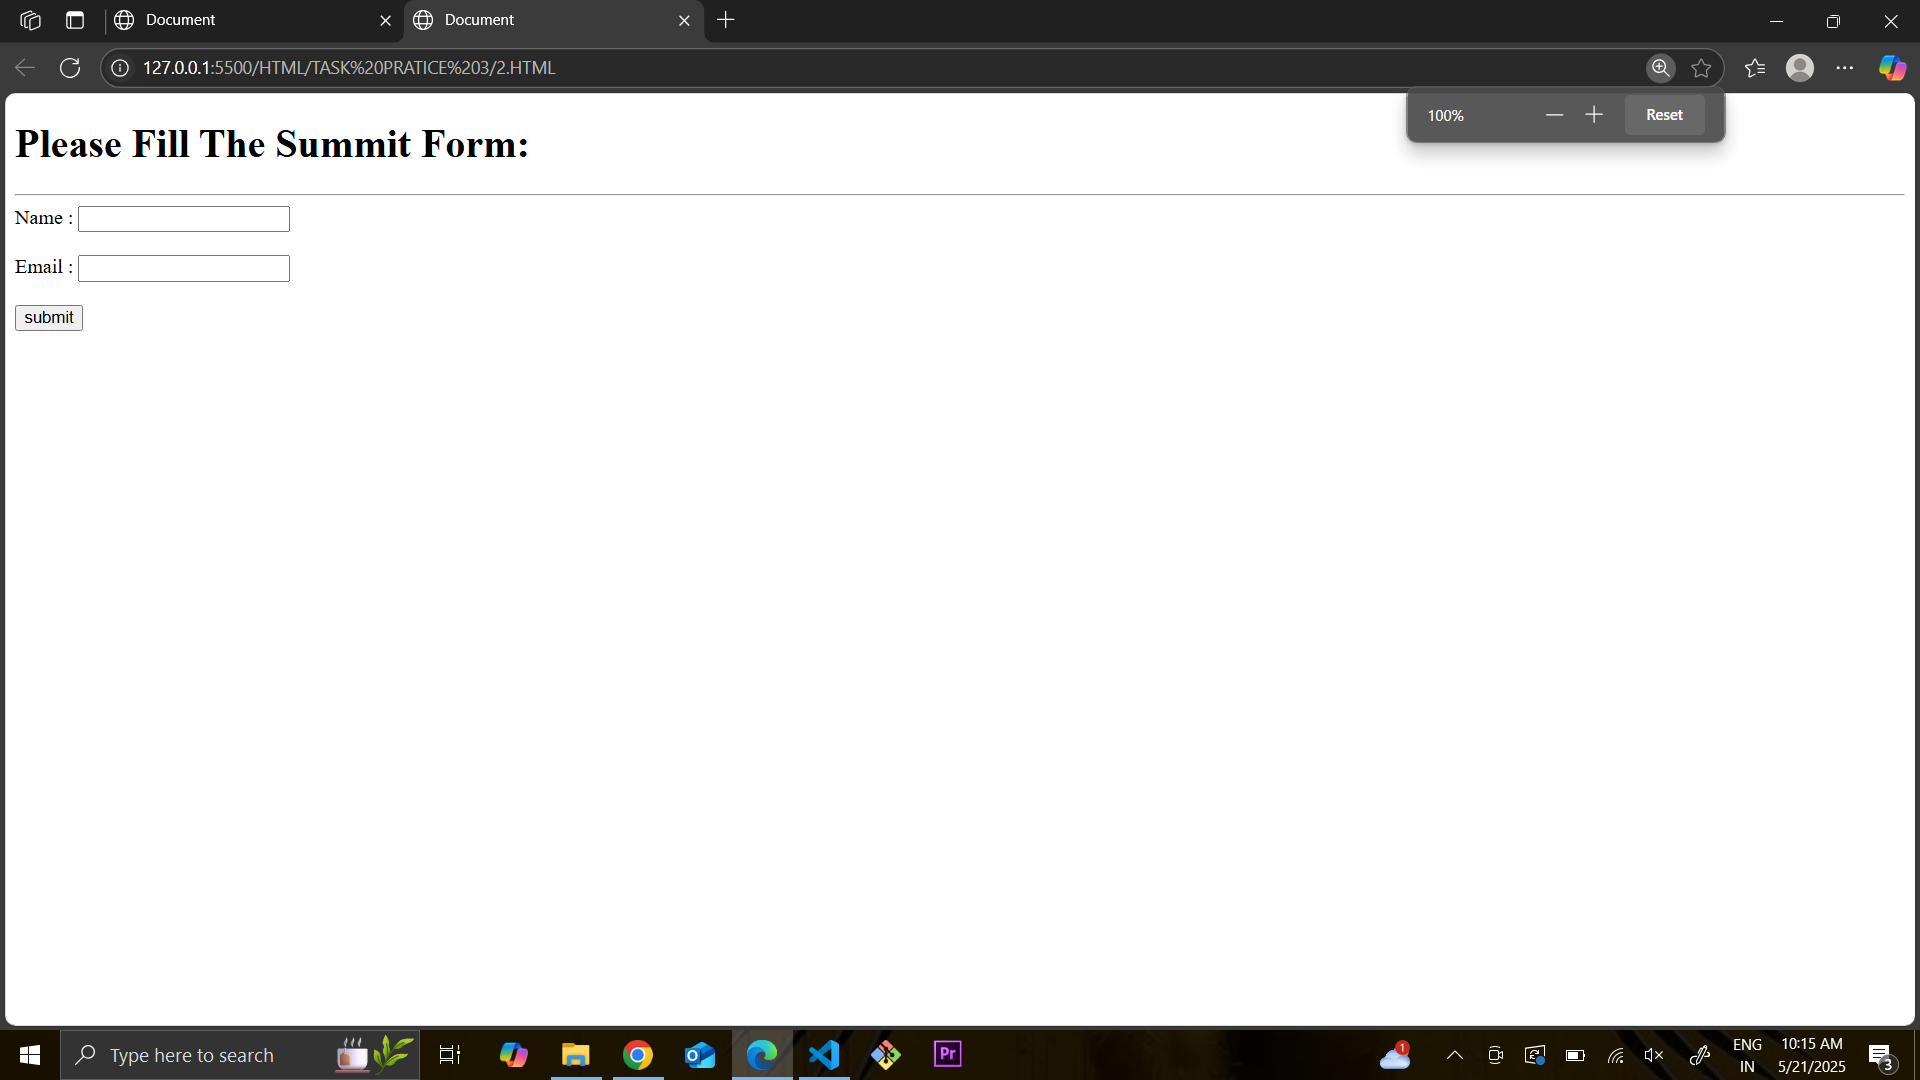 Document
Document
127.0.0.1:5500/HTML/TASK%20PRATICE%203/2.HTML
100%
Reset
Please Fill The Summit Form:
Name :
Email :
submit
Type here to search
O
Pr
1
ENG
IN
10:15 AM
5/21/2025
3